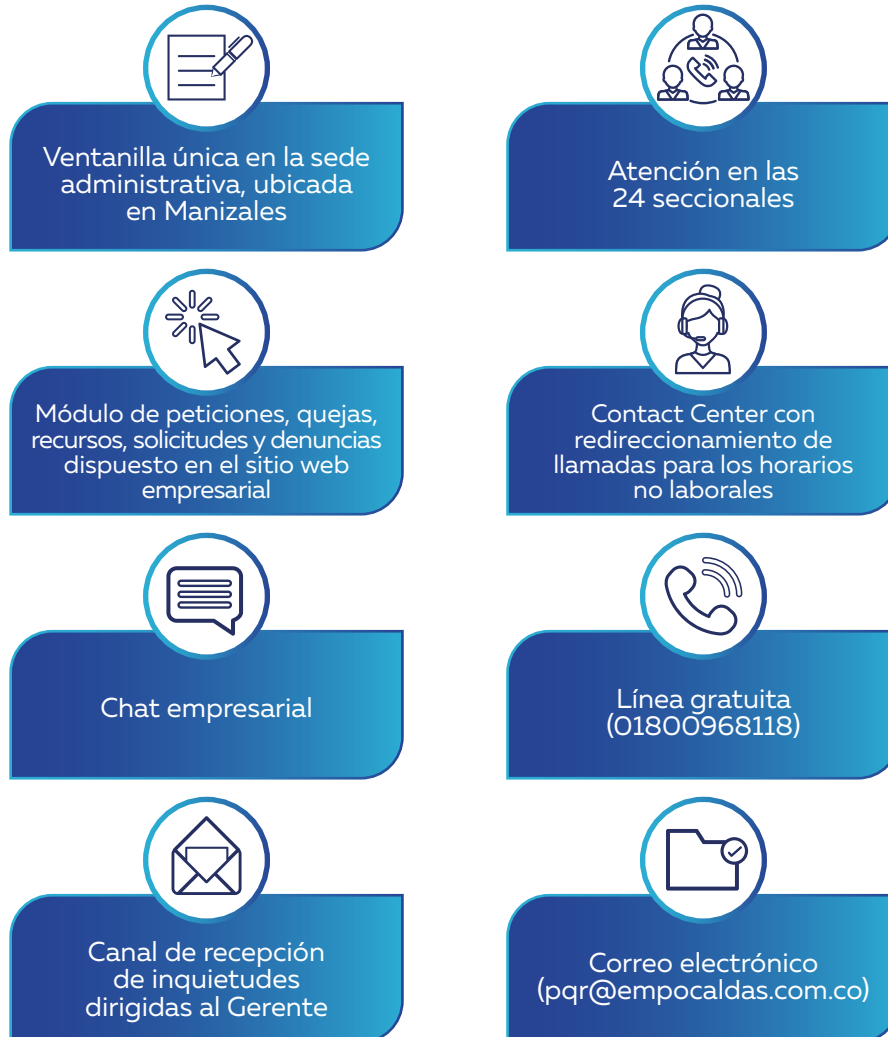 Ventanilla única en la sede
administrativa, ubicada
en Manizales
Atención en las
24 seccionales
Módulo de peticiones, quejas,
recursos, solicitudes y denuncias
dispuesto en el sitio web
empresarial
Contact Center con
redireccionamiento de
llamadas para los horarios
no laborales
Chat empresarial
Línea gratuita
(01800968118)
Canal de recepción
de inquietudes
dirigidas al Gerente
Correo electrónico
(pqr@empocaldas.com.co)